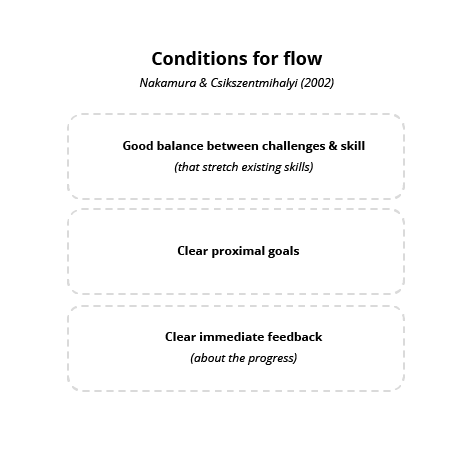 Conditions for flow
Nakamura & Csikszentmihalyi (2002)
Good balance between challenges & skill
(that stretch existing skills)
Clear proximal goals
Clear immediate feedback
(about the progress)